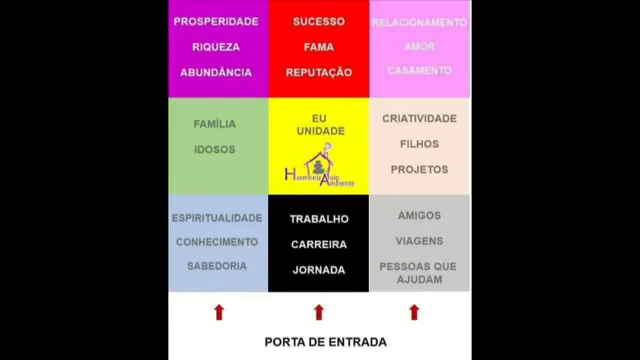 PROSPERIDADE
RIQUEZA
ABUNDÂNCIA
SUCESSO
FAMA
REPUTAÇÃO
RELACIONAMENTO
AMOR
CASAMENTO
FAMÍLIA
IDOSOS
EU
UNIDADE
CRIATIVIDADE
FILHOS
PROJETOS
ESPIRITUALIDADE
CONHECIMENTO
SABEDORIA
TRABALHO
CARREIRA
JORNADA
AMIGOS
VIAGENS
PESSOAS QUE
AJUDAM
PORTA DE ENTRADA